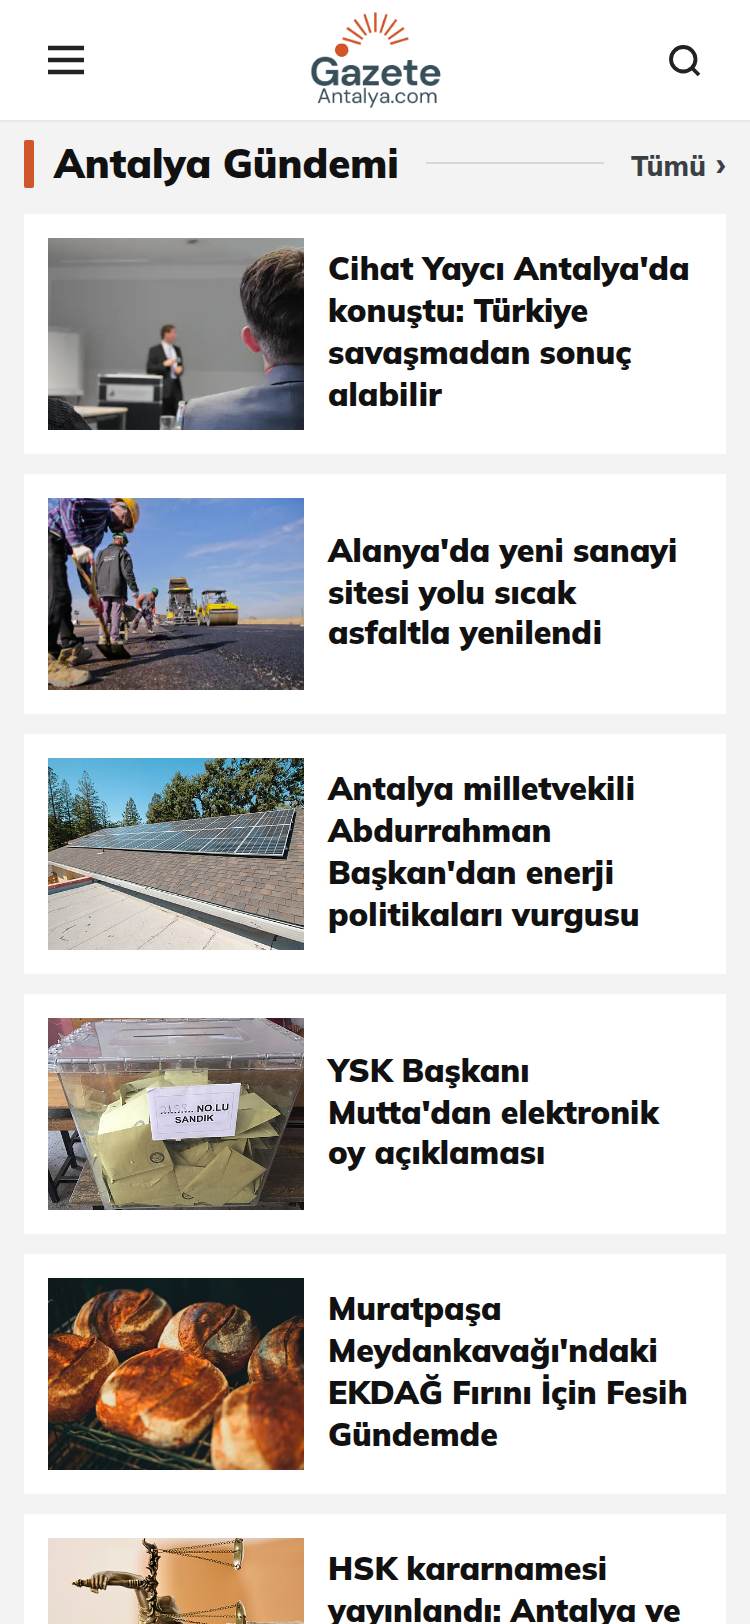 Gazete
Antalya.com
Antalya Gündemi
Tümü ›
Cihat Yaycı Antalya'da
konuştu: Türkiye
savaşmadan sonuç
alabilir
Alanya'da yeni sanayi
sitesi yolu sıcak
asfaltla yenilendi
Antalya milletvekili
Abdurrahman
Başkan'dan enerji
politikaları vurgusu
NO.LU
SANDIK
YSK Başkanı
Mutta'dan elektronik
oy açıklaması
Muratpaşa
Meydankavağı'ndaki
EKDAĞ Fırını İçin Fesih
Gündemde
HSK kararnamesi
yayınlandı: Antalya ve